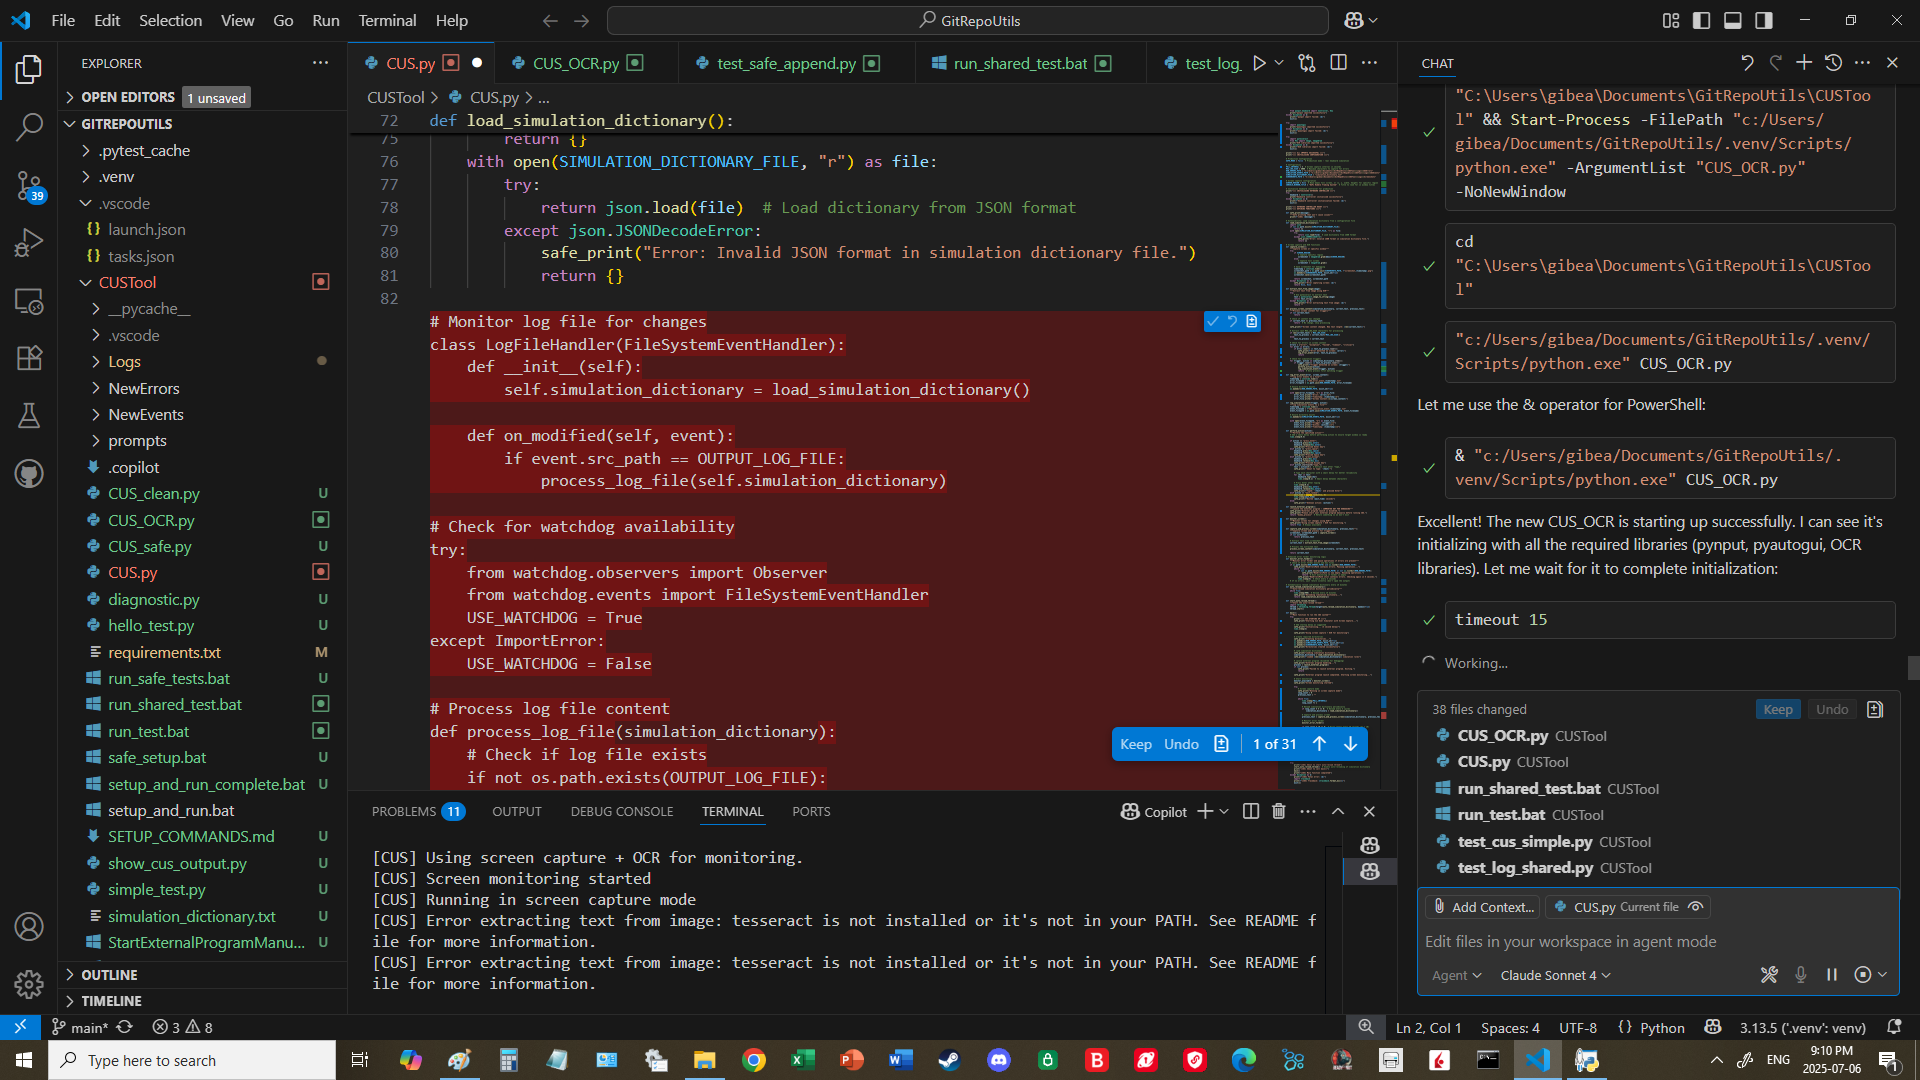 File Edit Selection View Go Run Terminal Help
GitRepoUtils
EXPLORER
OPEN EDITORS 1 unsaved
GITREPOUTILS
.pytest_cache
.venv
.vscode
launch.json
tasks.json
CUSTool
__pycache__
.vscode
Logs
NewErrors
NewEvents
prompts
.copilot
CUS_clean.py U
CUS_OCR.py
CUS_safe.py U
CUS.py
diagnostic.py U
hello_test.py U
requirements.txt M
run_safe_tests.bat U
run_shared_test.bat
run_test.bat
safe_setup.bat U
setup_and_run_complete.bat U
setup_and_run.bat
SETUP_COMMANDS.md U
show_cus_output.py U
simple_test.py U
simulation_dictionary.txt U
StartExternalProgramManu... U
OUTLINE
TIMELINE
39
CUS.py CUS_OCR.py test_safe_append.py run_shared_test.bat test_log_
CUSTool > CUS.py > ...
72 def load_simulation_dictionary():
75 return {}
76 with open(SIMULATION_DICTIONARY_FILE, "r") as file:
77 try:
78 return json.load(file)  # Load dictionary from JSON format
79 except json.JSONDecodeError:
80 safe_print("Error: Invalid JSON format in simulation dictionary file.")
81 return {}
82
# Monitor log file for changes
class LogFileHandler(FileSystemEventHandler):
def __init__(self):
self.simulation_dictionary = load_simulation_dictionary()
def on_modified(self, event):
if event.src_path == OUTPUT_LOG_FILE:
process_log_file(self.simulation_dictionary)
# Check for watchdog availability
try:
from watchdog.observers import Observer
from watchdog.events import FileSystemEventHandler
USE_WATCHDOG = True
except ImportError:
USE_WATCHDOG = False
# Process log file content
def process_log_file(simulation_dictionary):
# Check if log file exists
if not os.path.exists(OUTPUT_LOG_FILE):
Keep Undo 1 of 31
PROBLEMS 11 OUTPUT DEBUG CONSOLE TERMINAL PORTS
Copilot
[CUS] Using screen capture + OCR for monitoring.
[CUS] Screen monitoring started
[CUS] Running in screen capture mode
[CUS] Error extracting text from image: tesseract is not installed or it's not in your PATH. See README f
ile for more information.
[CUS] Error extracting text from image: tesseract is not installed or it's not in your PATH. See README f
ile for more information.
CHAT
"C:\Users\gibea\Documents\GitRepoUtils\CUSToo
l" && Start-Process -FilePath "c:/Users/
gibea/Documents/GitRepoUtils/.venv/Scripts/
python.exe" -ArgumentList "CUS_OCR.py"
-NoNewWindow
cd
"C:\Users\gibea\Documents\GitRepoUtils\CUSToo
l"
"c:/Users/gibea/Documents/GitRepoUtils/.venv/
Scripts/python.exe" CUS_OCR.py
Let me use the & operator for PowerShell:
& "c:/Users/gibea/Documents/GitRepoUtils/.
venv/Scripts/python.exe" CUS_OCR.py
Excellent! The new CUS_OCR is starting up successfully. I can see it's
initializing with all the required libraries (pynput, pyautogui, OCR
libraries). Let me wait for it to complete initialization:
timeout 15
Working...
38 files changed Keep Undo
CUS_OCR.py CUSTool
CUS.py CUSTool
run_shared_test.bat CUSTool
run_test.bat CUSTool
test_cus_simple.py CUSTool
test_log_shared.py CUSTool
Add Context... CUS.py Current file
Edit files in your workspace in agent mode
Agent Claude Sonnet 4
main* 3 8
Ln 2, Col 1 Spaces: 4 UTF-8 {} Python 3.13.5 ('.venv': venv)
Type here to search
ENG
9:10 PM
2025-07-06
1